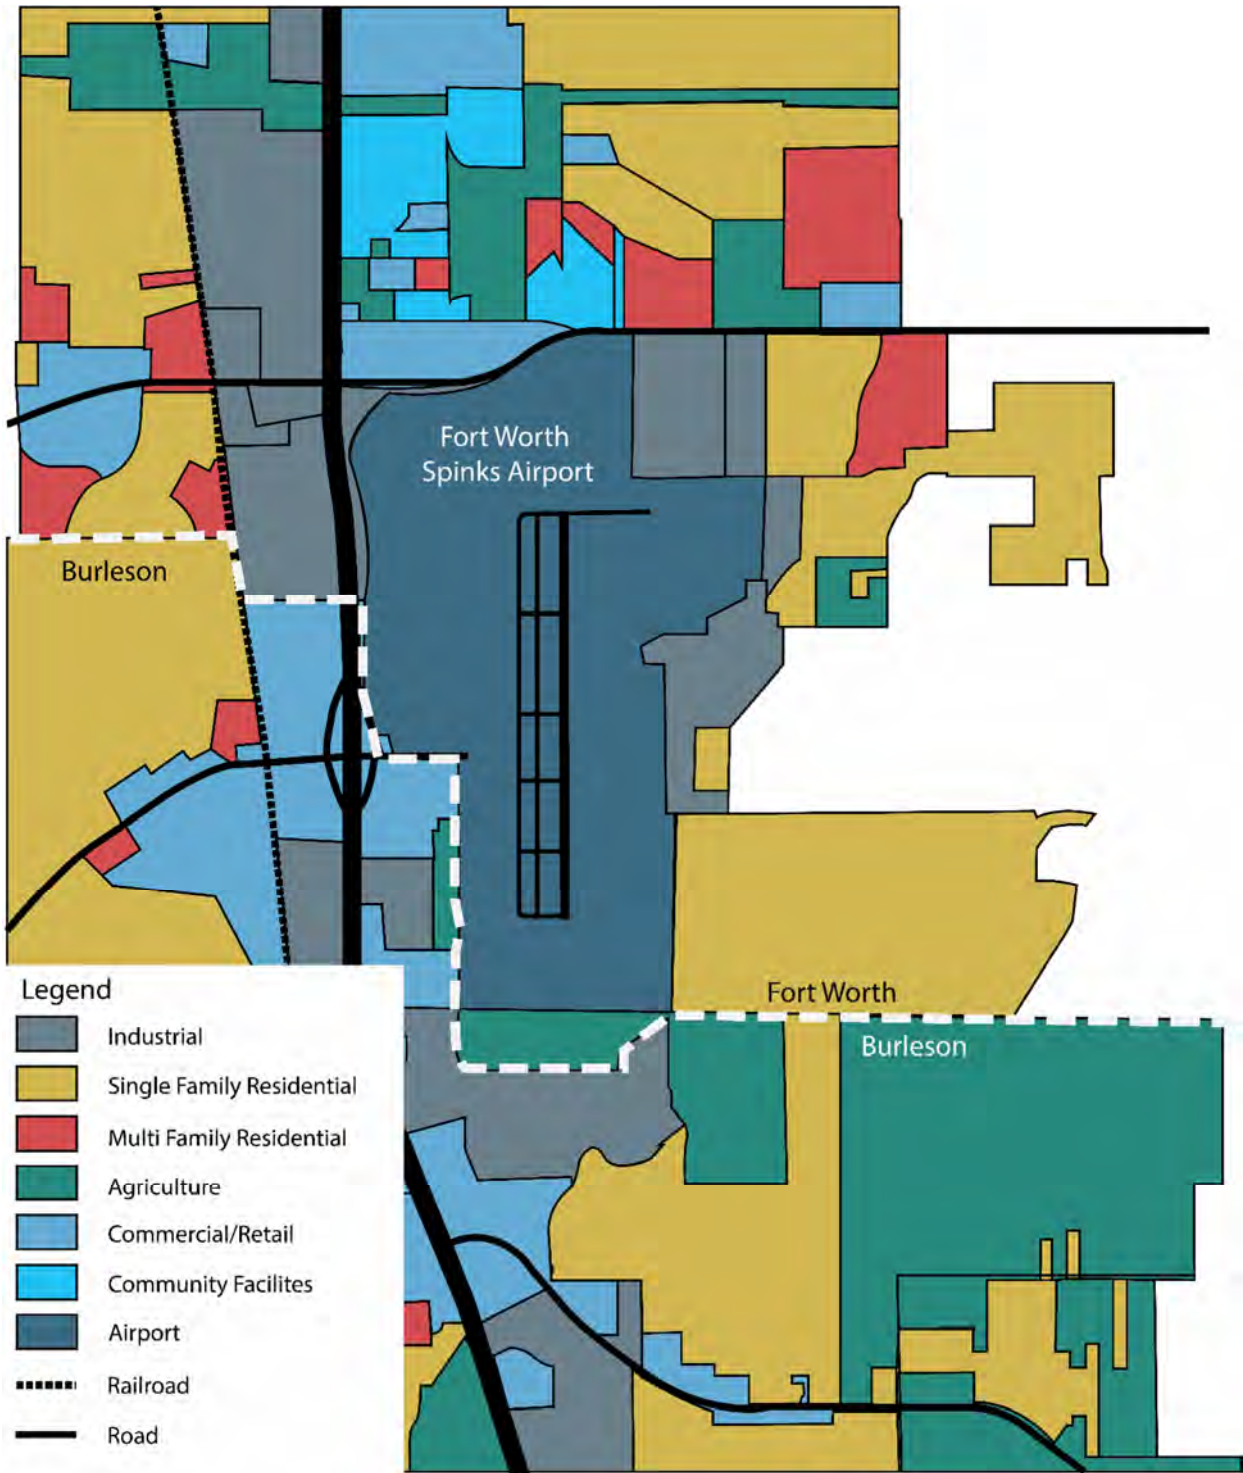 Fort Worth
Spinks Airport
Burleson
Fort Worth
Burleson
Legend
Industrial
Single Family Residential
Multi Family Residential
Agriculture
Commercial/Retail
Community Facilites
Airport
Railroad
Road